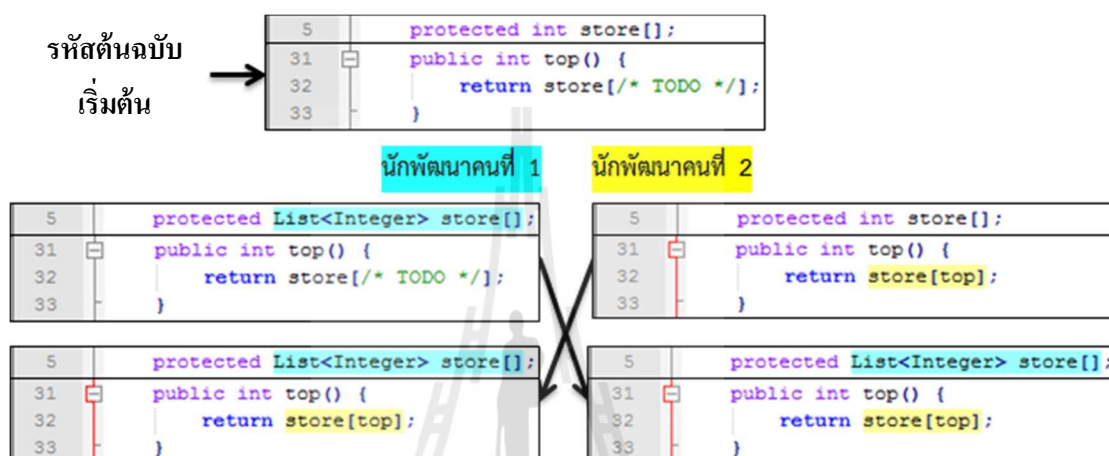 รหัสต้นฉบับ
เริ่มต้น
5 protected int store[];
31 public int top() {
32 return store[/* TODO */];
33 }
นักพัฒนาคนที่ 1
นักพัฒนาคนที่ 2
5 protected List<Integer> store[];
31 public int top() {
32 return store[/* TODO */];
33 }
5 protected int store[];
31 public int top() {
32 return store[top];
33 }
5 protected List<Integer> store[];
31 public int top() {
32 return store[top];
33 }
5 protected List<Integer> store[];
31 public int top() {
32 return store[top];
33 }